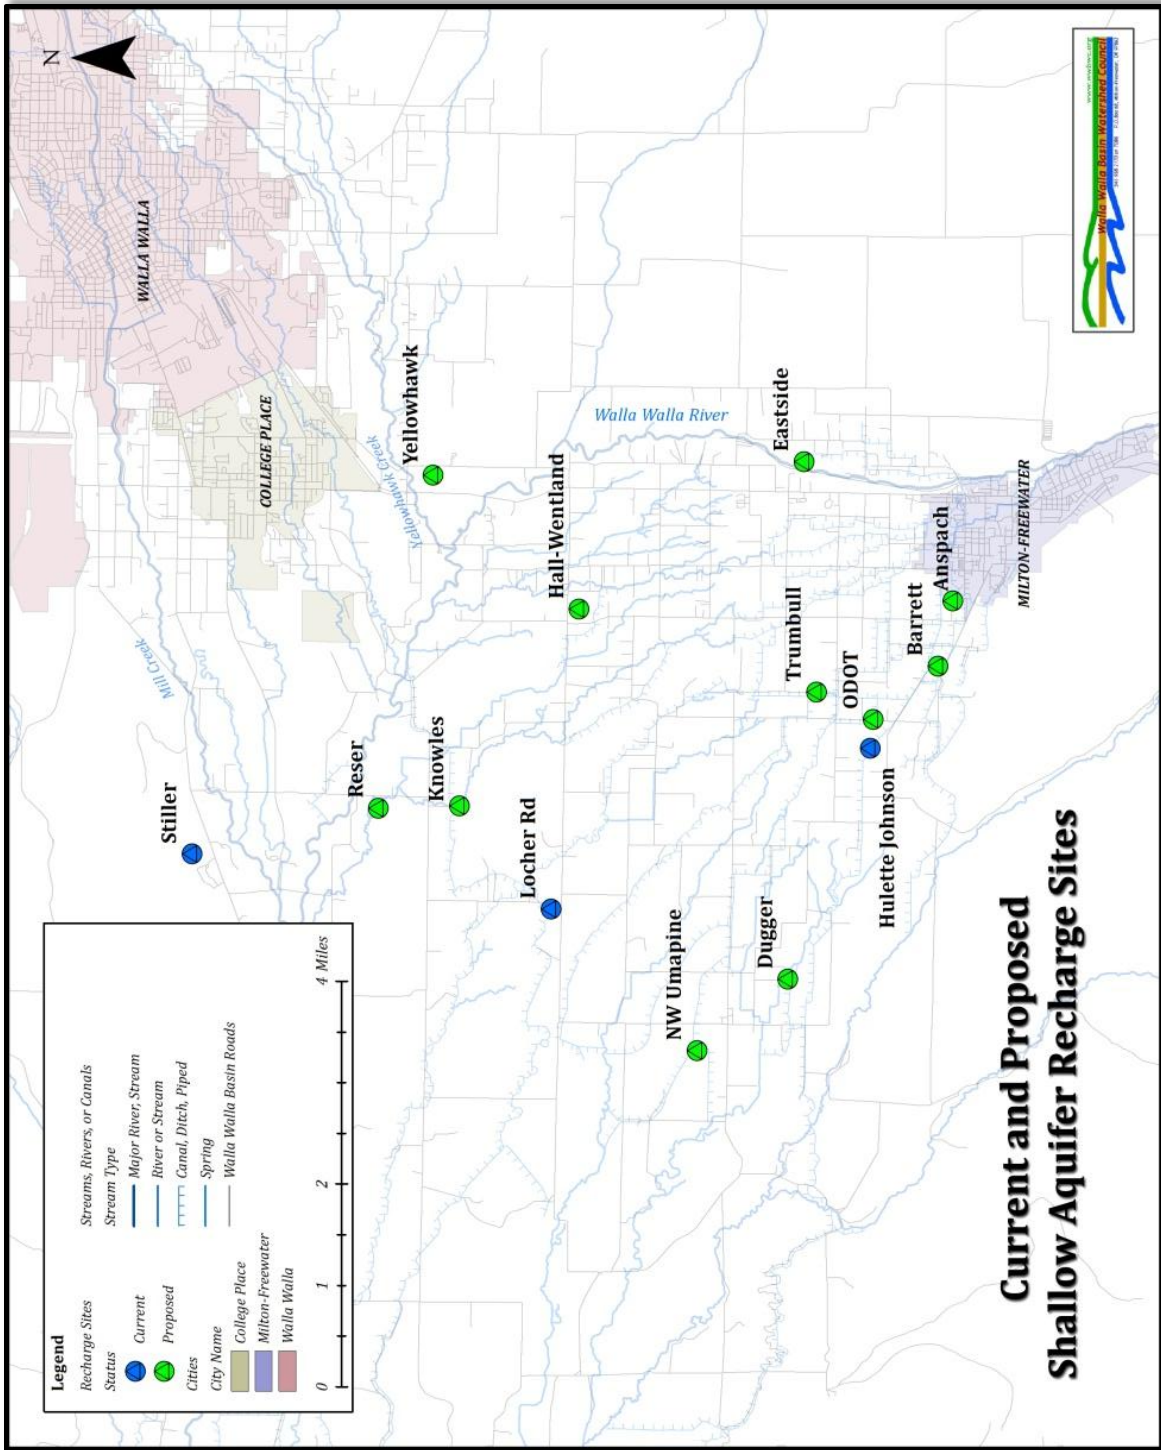 N
WALLA WALLA
COLLEGE PLACE
Mill Creek
Yellowhawk Creek
Walla Walla River
Stiller
Reser
Knowles
Yellowhawk
Locher Rd
Hall-Wentland
NW Umapine
Dugger
Eastside
Trumbull
ODOT
Hulette Johnson
Barrett
Anspach
MILTON-FREEWATER
Legend
Recharge Sites
Status
Current
Proposed
Cities
City Name
College Place
Milton-Freewater
Walla Walla
Streams, Rivers, or Canals
Stream Type
Major River, Stream
River or Stream
Canal, Ditch, Piped
Spring
Walla Walla Basin Roads
0 1 2 4 Miles
Current and Proposed
Shallow Aquifer Recharge Sites
www.wwbwc.org
Walla Walla Basin Watershed Council